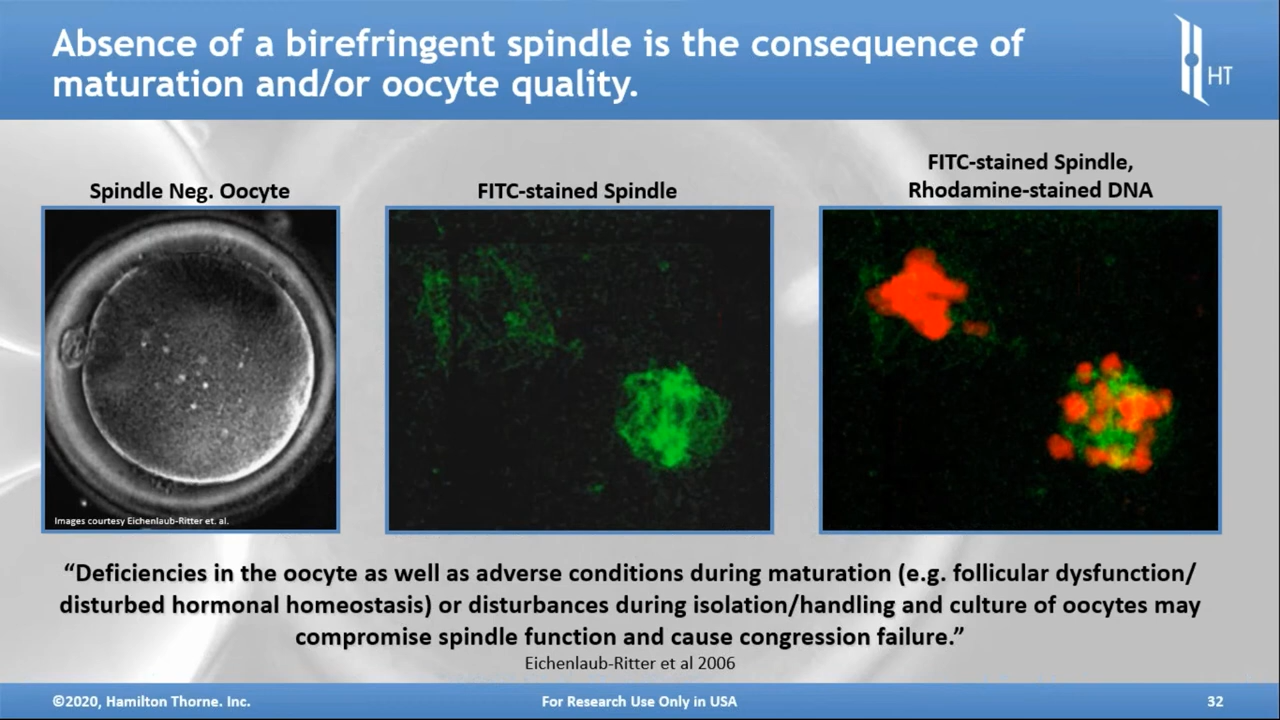 Absence of a birefringent spindle is the consequence of
maturation and/or oocyte quality.
HT
Spindle Neg. Oocyte
FITC-stained Spindle
FITC-stained Spindle,
Rhodamine-stained DNA
Images courtesy Eichenlaub-Ritter et. al.
“Deficiencies in the oocyte as well as adverse conditions during maturation (e.g. follicular dysfunction/
disturbed hormonal homeostasis) or disturbances during isolation/handling and culture of oocytes may
compromise spindle function and cause congression failure.”
Eichenlaub-Ritter et al 2006
©2020, Hamilton Thorne. Inc.
For Research Use Only in USA
32